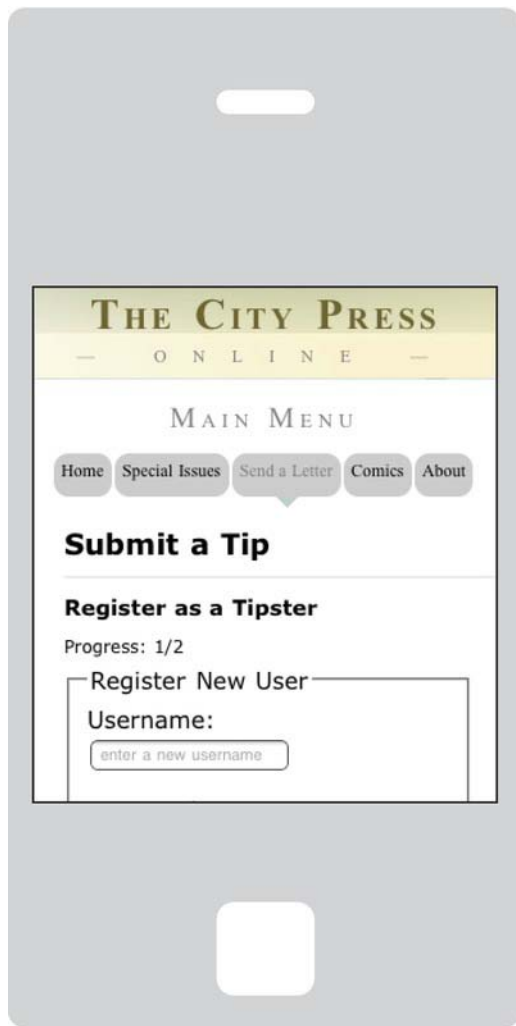 THE CITY PRESS
— ONLINE —
MAIN MENU
Home Special Issues Send a Letter Comics About
Submit a Tip
Register as a Tipster
Progress: 1/2
Register New User
Username:
enter a new username